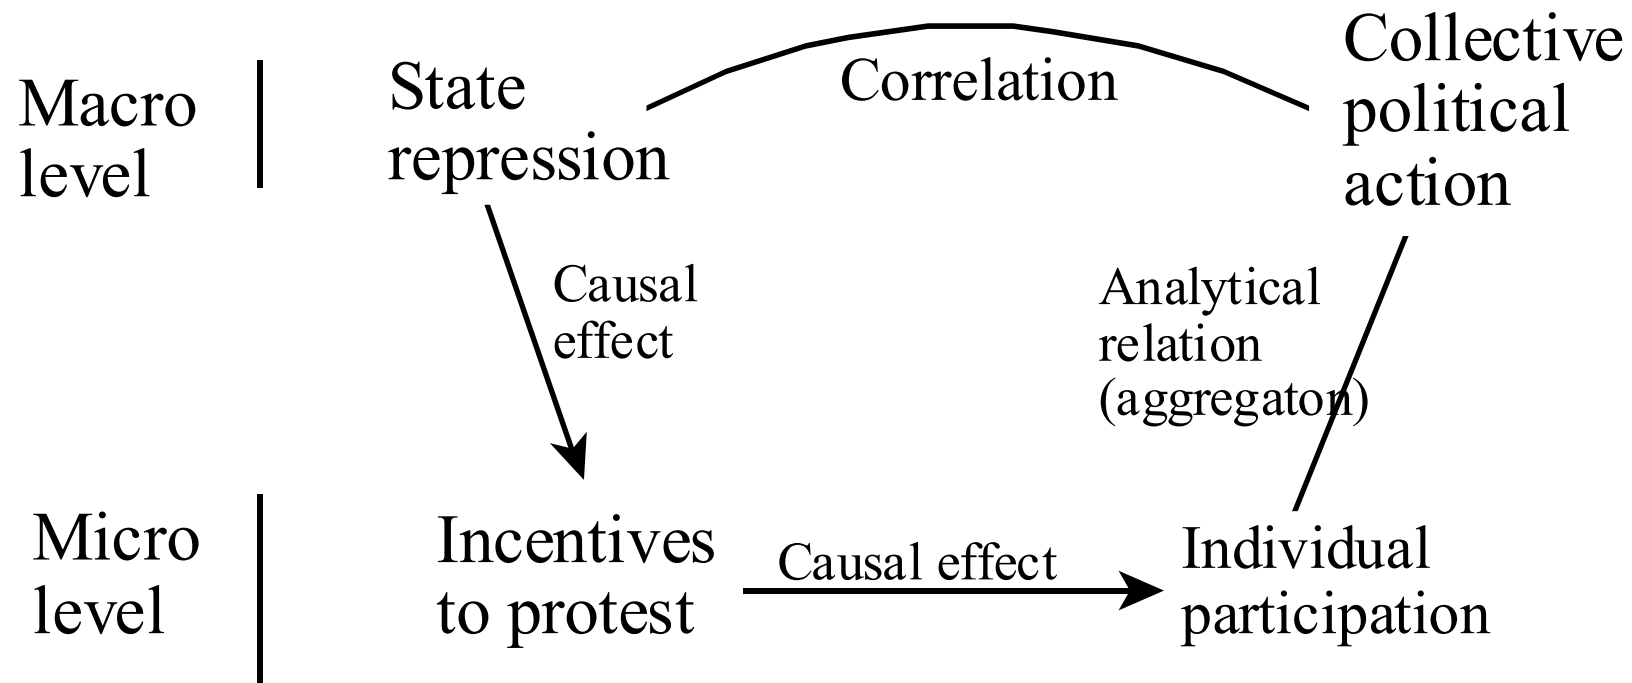 Macro
level
State
repression
Correlation
Collective
political
action
Causal
effect
Analytical
relation
(aggregaton)
Micro
level
Incentives
to protest
Causal effect
Individual
participation